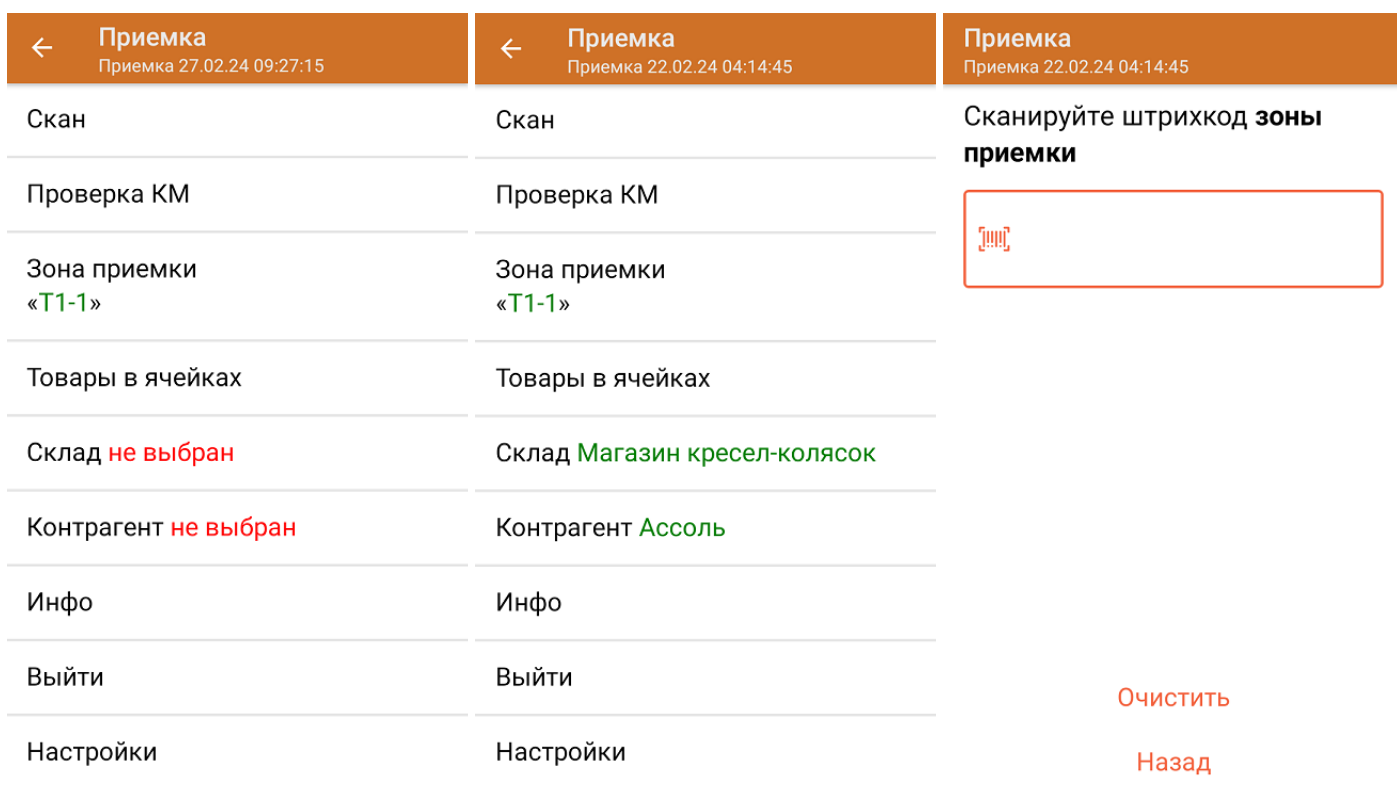 Приемка
Приемка 27.02.24 09:27:15
Скан
Проверка КМ
Зона приемки
«Т1-1»
Товары в ячейках
Склад не выбран
Контрагент не выбран
Инфо
Выйти
Настройки
Приемка
Приемка 22.02.24 04:14:45
Скан
Проверка КМ
Зона приемки
«Т1-1»
Товары в ячейках
Склад Магазин кресел-колясок
Контрагент Ассоль
Инфо
Выйти
Настройки
Приемка
Приемка 22.02.24 04:14:45
Сканируйте штрихкод зоны
приемки
Очистить
Назад